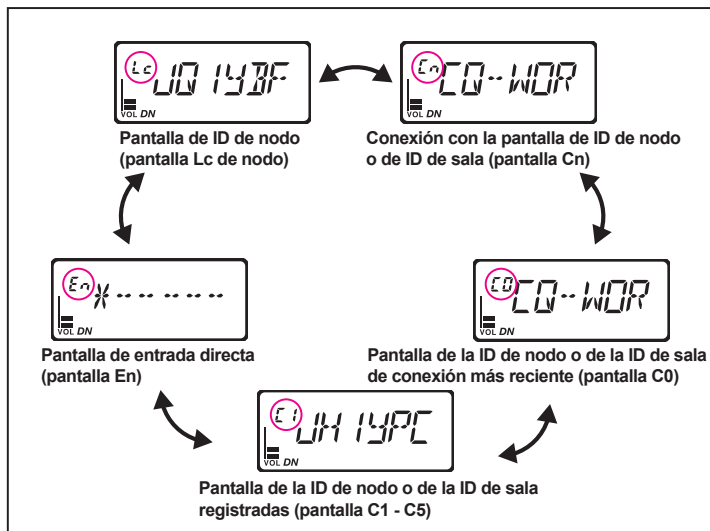 Lc JQ1YBF
VOL DN
Pantalla de ID de nodo
(pantalla Lc de nodo)
Cn CQ--WOR
VOL DN
Conexión con la pantalla de ID de nodo
o de ID de sala (pantalla Cn)
En *------
VOL DN
Pantalla de entrada directa
(pantalla En)
C0 CQ--WOR
VOL DN
Pantalla de la ID de nodo o de la ID de sala
de conexión más reciente (pantalla C0)
C1 JH1YPC
VOL DN
Pantalla de la ID de nodo o de la ID de sala
registradas (pantalla C1 - C5)